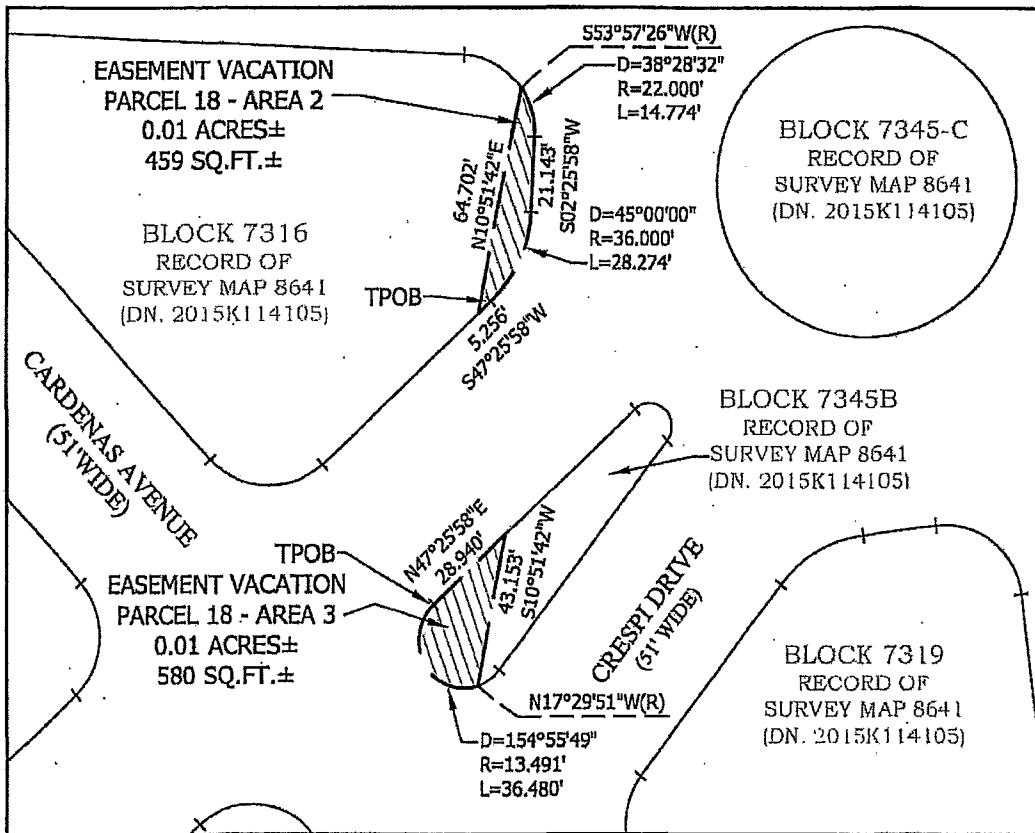 S53°57'26"W(R)
D=38°28'32"
R=22.000'
L=14.774'
EASEMENT VACATION
PARCEL 18 - AREA 2
0.01 ACRES±
459 SQ.FT.±
64.702'
N10°51'42"E
21.143'
S02°25'58"W
BLOCK 7345-C
RECORD OF
SURVEY MAP 8641
(DN. 2015K114105)
BLOCK 7316
RECORD OF
SURVEY MAP 8641
(DN. 2015K114105)
D=45°00'00"
R=36.000'
L=28.274'
TPOB
5.256'
S47°25'58"W
CARDENAS AVENUE
(51'WIDE)
BLOCK 7345B
RECORD OF
SURVEY MAP 8641
(DN. 2015K114105)
N47°25'58"E
28.940'
TPOB
EASEMENT VACATION
PARCEL 18 - AREA 3
0.01 ACRES±
580 SQ.FT.±
43.153'
S10°51'42"W
CRESPI DRIVE
(51' WIDE)
BLOCK 7319
RECORD OF
SURVEY MAP 8641
(DN. 2015K114105)
N17°29'51"W(R)
D=154°55'49"
R=13.491'
L=36.480'